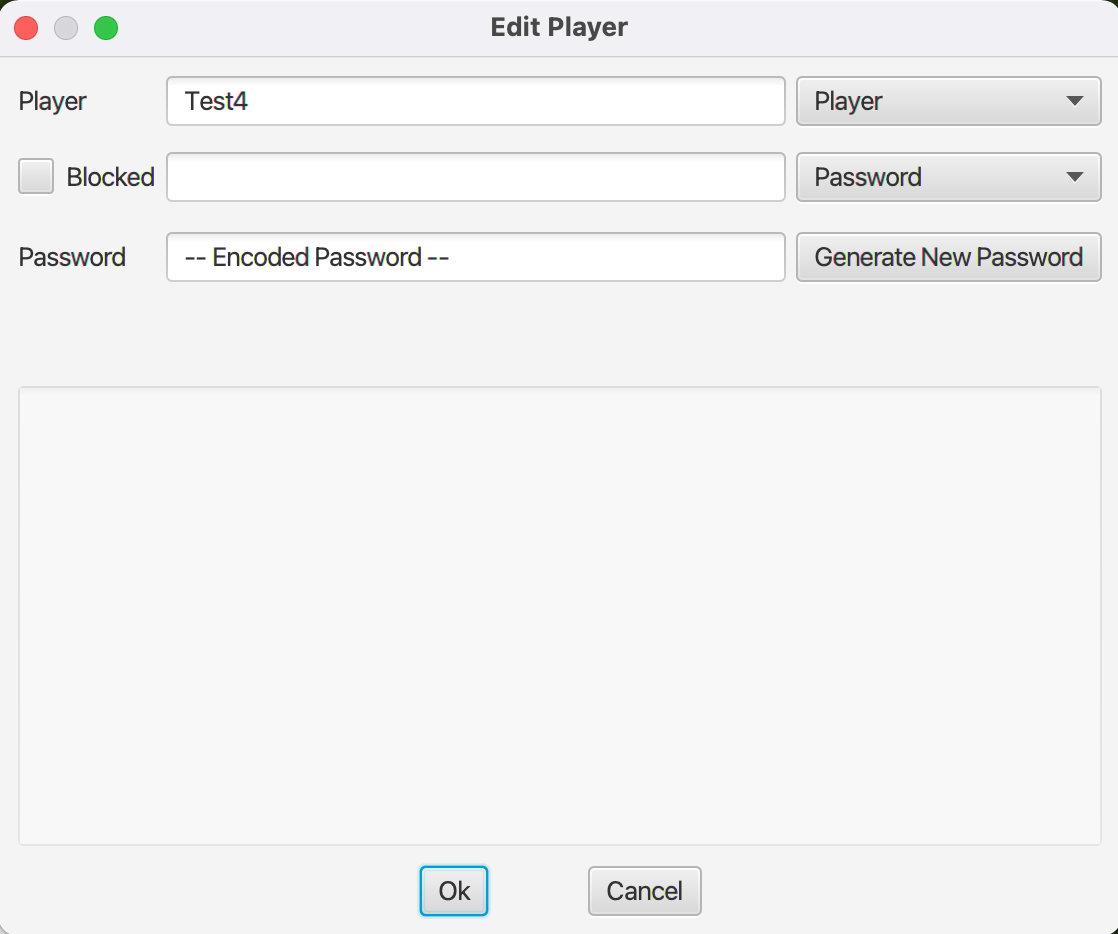 Edit Player
Player Test4 Player
Blocked Password
Password -- Encoded Password -- Generate New Password
Ok Cancel